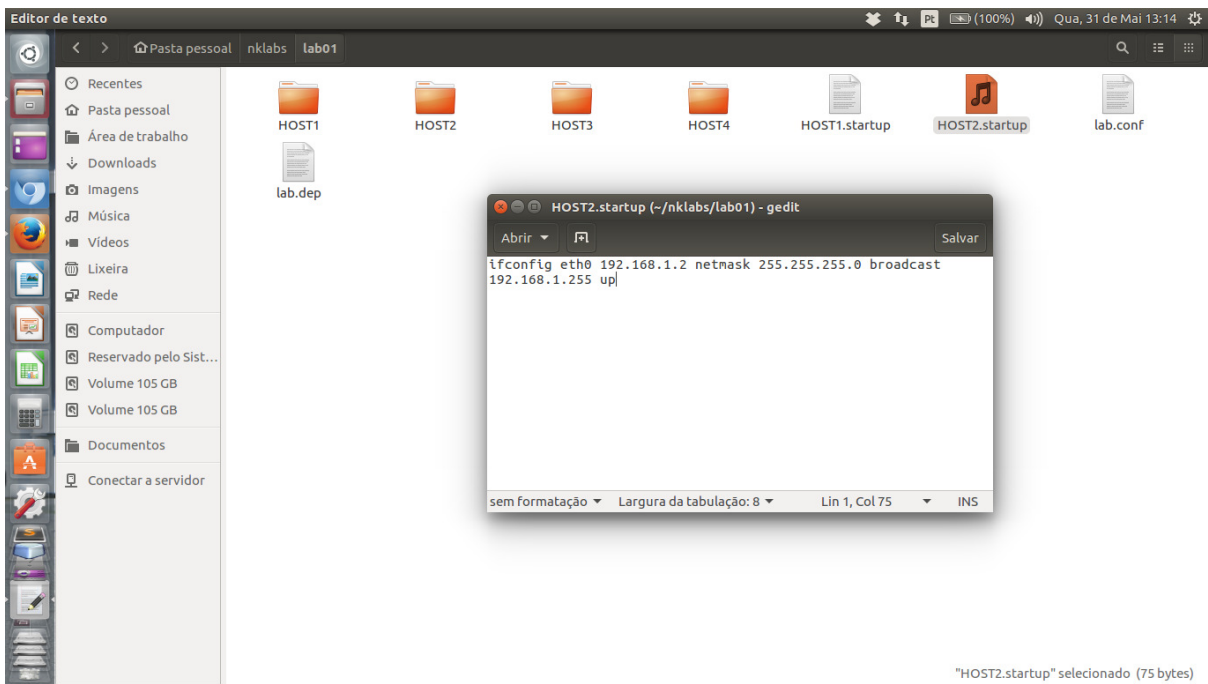 Editor de texto
Pt (100%) Qua, 31 de Mai 13:14
Pasta pessoal nklabs lab01
Recentes
Pasta pessoal
Área de trabalho
Downloads
Imagens
Música
Vídeos
Lixeira
Rede
Computador
Reservado pelo Sist...
Volume 105 GB
Volume 105 GB
Documentos
Conectar a servidor
HOST1 HOST2 HOST3 HOST4 HOST1.startup HOST2.startup lab.conf
lab.dep
HOST2.startup (~/nklabs/lab01) - gedit
Abrir Salvar
ifconfig eth0 192.168.1.2 netmask 255.255.255.0 broadcast
192.168.1.255 up
sem formatação Largura da tabulação: 8 Lin 1, Col 75 INS
"HOST2.startup" selecionado (75 bytes)